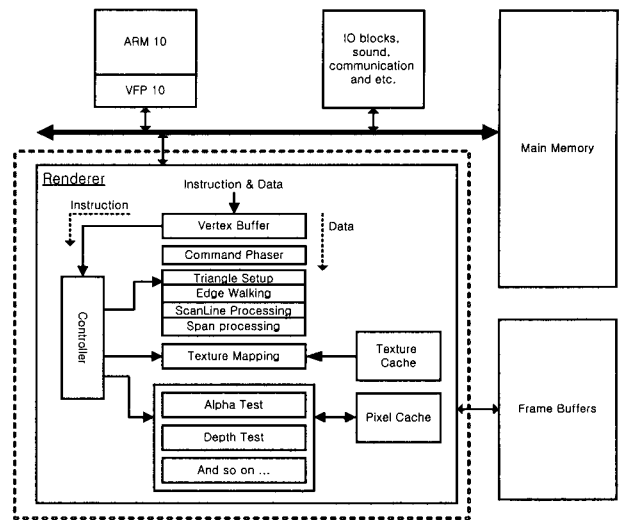 ARM 10
VFP 10
IO blocks,
sound,
communication
and etc.
Main Memory
Renderer
Instruction & Data
Instruction
Vertex Buffer
Data
Command Phaser
Triangle Setup
Edge Walking
ScanLine Processing
Span processing
Controller
Texture Mapping
Texture
Cache
Alpha Test
Pixel Cache
Frame Buffers
Depth Test
And so on ...